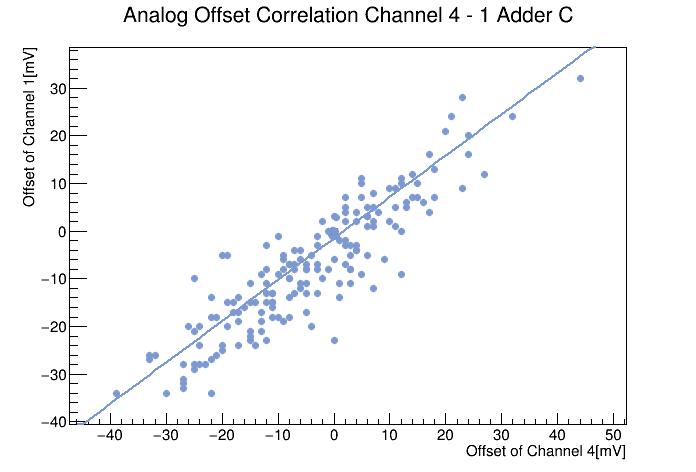 Analog Offset Correlation Channel 4 - 1 Adder C
Offset of Channel 1[mV]
30
20
10
0
−10
−20
−30
−40
−40 −30 −20 −10 0 10 20 30 40 50
Offset of Channel 4[mV]